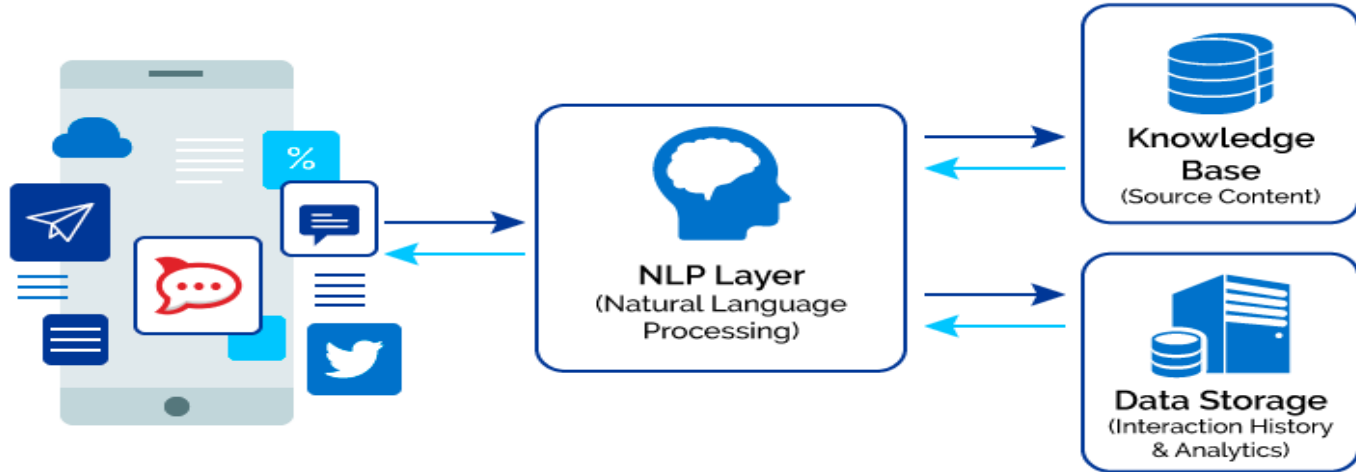 %
NLP Layer
(Natural Language
Processing)
Knowledge
Base
(Source Content)
Data Storage
(Interaction History
& Analytics)